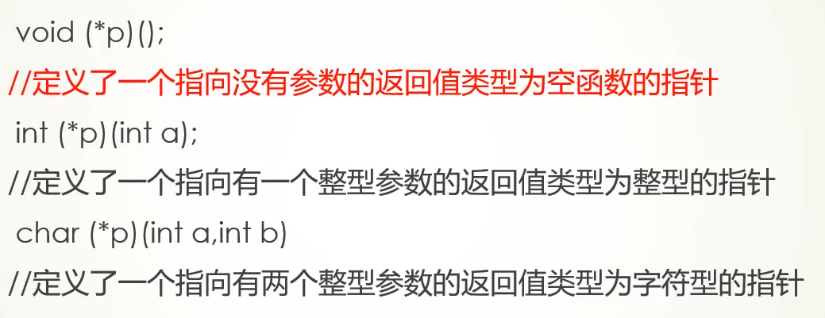 void (*p)();
//定义了一个指向没有参数的返回值类型为空函数的指针
int (*p)(int a);
//定义了一个指向有一个整型参数的返回值类型为整型的指针
char (*p)(int a,int b)
//定义了一个指向有两个整型参数的返回值类型为字符型的指针